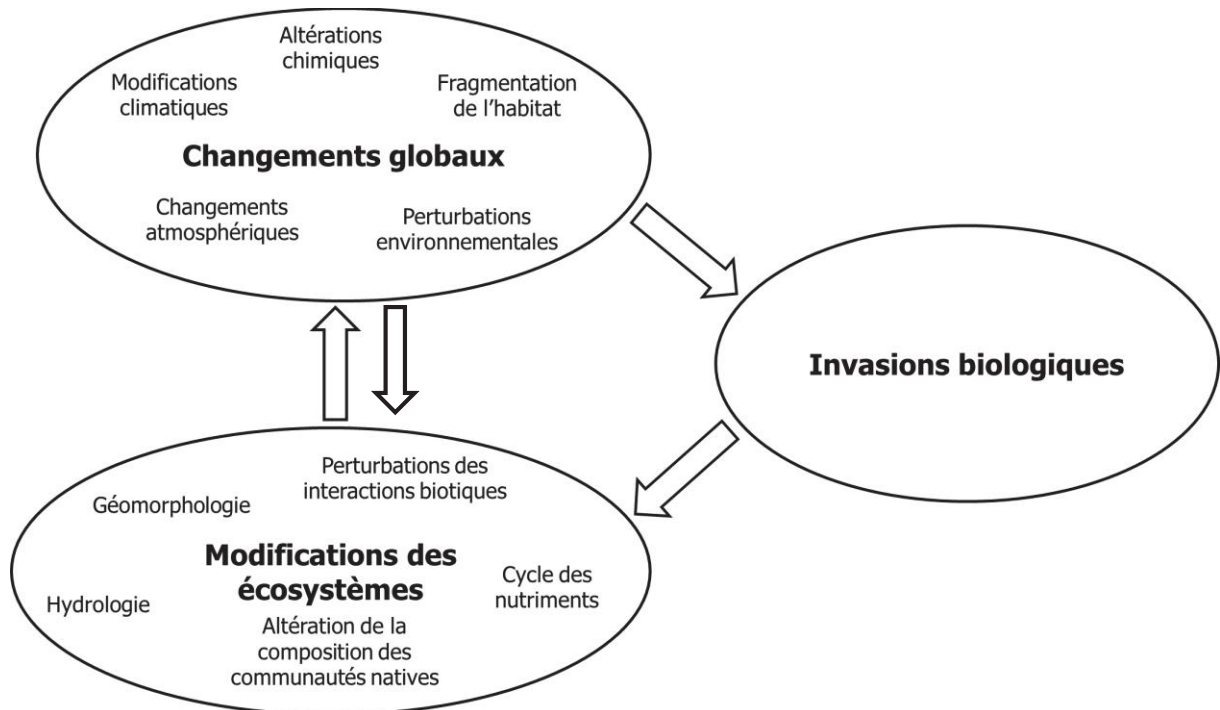 Altérations
chimiques
Modifications
climatiques
Fragmentation
de l'habitat
Changements globaux
Changements
atmosphériques
Perturbations
environnementales
Invasions biologiques
Perturbations des
interactions biotiques
Géomorphologie
Modifications des
écosystèmes
Cycle des
nutriments
Hydrologie
Altération de la
composition des
communautés natives